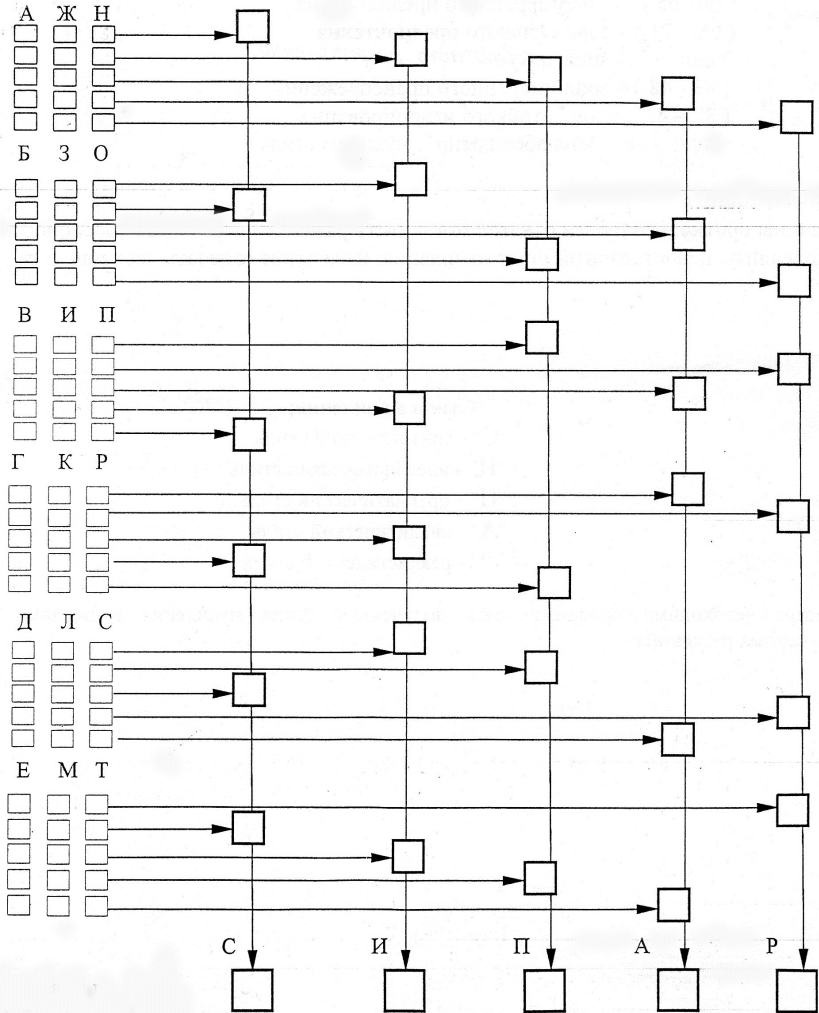 А Ж Н
Б З О
В И П
Г К Р
Д Л С
Е М Т
С И П А Р